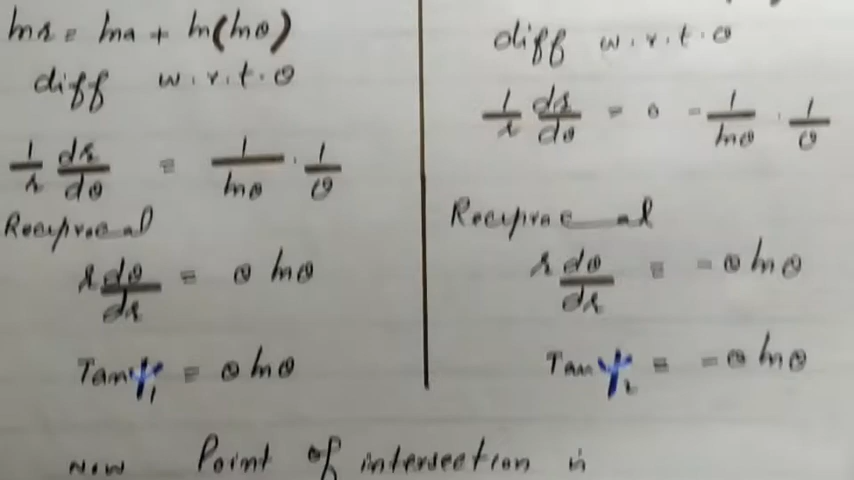 ln r = ln a + ln(ln θ)
diff w.r.t. θ
1/r dr/dθ = 1/ln θ · 1/θ
Reciprocal
r dθ/dr = θ ln θ
Tan ψ₁ = θ ln θ
diff w.r.t. θ
1/r dr/dθ = 0 - 1/ln θ · 1/θ
Reciprocal
r dθ/dr = - θ ln θ
Tan ψ₂ = - θ ln θ
now Point of intersection is